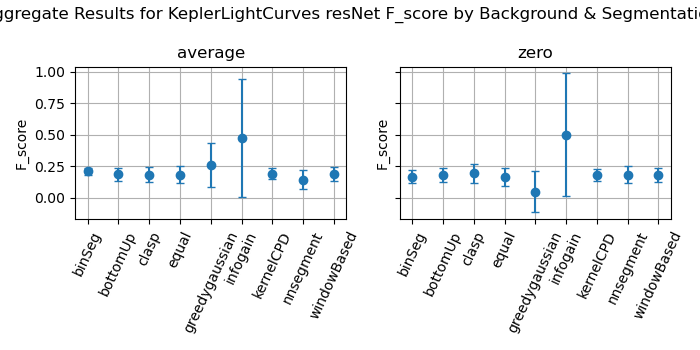 ggregate Results for KeplerLightCurves resNet F_score by Background & Segmentati
average
zero
F_score
1.00
0.75
0.50
0.25
0.00
binSeg
bottomUp
clasp
equal
greedygaussian
infogain
kernelCPD
nnsegment
windowBased
F_score
binSeg
bottomUp
clasp
equal
greedygaussian
infogain
kernelCPD
nnsegment
windowBased